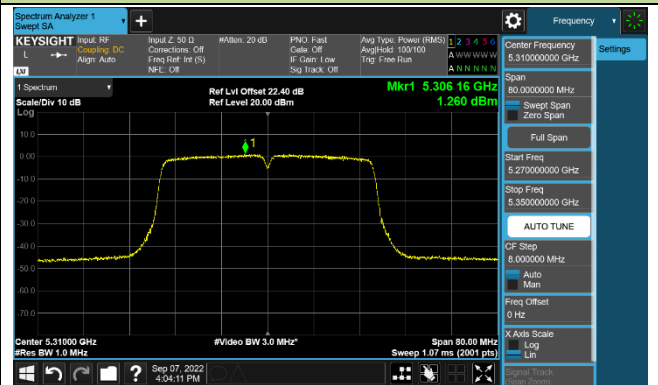 Spectrum Analyzer 1
Swept SA
Frequency
KEYSIGHT
Input: RF
Coupling: DC
Align: Auto
Input Z: 50 Ω
Corrections: Off
Freq Ref: Int (S)
NFE: Off
#Atten: 20 dB
PNO: Fast
Gate: Off
IF Gain: Low
Sig Track: Off
Avg Type: Power (RMS)
Avg|Hold: 100/100
Trig: Free Run
1 2 3 4 5 6
A W W W W W
A N N N N N
L
LXI
1 Spectrum
Scale/Div 10 dB
Log
Ref Lvl Offset 22.40 dB
Ref Level 20.00 dBm
Mkr1 5.306 16 GHz
1.260 dBm
1
10.0
0.00
-10.0
-20.0
-30.0
-40.0
-50.0
-60.0
-70.0
Center 5.31000 GHz
#Res BW 1.0 MHz
#Video BW 3.0 MHz*
Span 80.00 MHz
Sweep 1.07 ms (2001 pts)
Sep 07, 2022
4:04:11 PM
Center Frequency
5.310000000 GHz
Settings
Span
80.0000000 MHz
Swept Span
Zero Span
Full Span
Start Freq
5.270000000 GHz
Stop Freq
5.350000000 GHz
AUTO TUNE
CF Step
8.000000 MHz
Auto
Man
Freq Offset
0 Hz
X Axis Scale
Log
Lin
Signal Track
(Span Zoom)